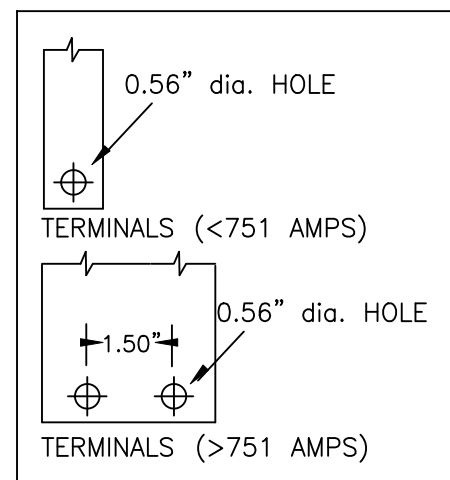 0.56” dia. HOLE
TERMINALS (<751 AMPS)
0.56” dia. HOLE
1.50”
TERMINALS (>751 AMPS)